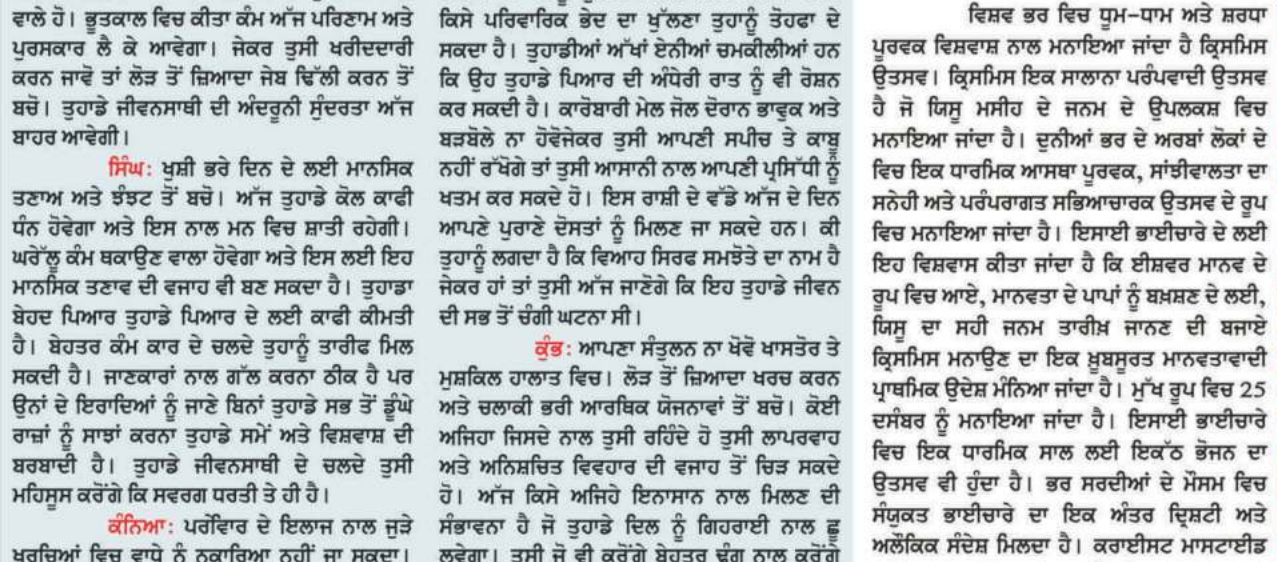 ਵਾਲੇ ਹੋ। ਭੂਤਕਾਲ ਵਿਚ ਕੀਤਾ ਕੰਮ ਅੱਜ ਪਰਿਣਾਮ ਅਤੇ
ਪੁਰਸਕਾਰ ਲੈ ਕੇ ਆਵੇਗਾ। ਜੇਕਰ ਤੁਸੀ ਖਰੀਦਦਾਰੀ
ਕਰਨ ਜਾਵੋ ਤਾਂ ਲੋੜ ਤੋਂ ਜ਼ਿਆਦਾ ਜੇਬ ਢਿੱਲੀ ਕਰਨ ਤੋਂ
ਬਚੋ। ਤੁਹਾਡੇ ਜੀਵਨਸਾਥੀ ਦੀ ਅੰਦਰੂਨੀ ਸੁੰਦਰਤਾ ਅੱਜ
ਬਾਹਰ ਆਵੇਗੀ।
ਸਿੰਘ: ਖੁਸ਼ੀ ਭਰੇ ਦਿਨ ਦੇ ਲਈ ਮਾਨਸਿਕ
ਤਣਾਅ ਅਤੇ ਝੰਝਟ ਤੋਂ ਬਚੋ। ਅੱਜ ਤੁਹਾਡੇ ਕੋਲ ਕਾਫੀ
ਧੰਨ ਹੋਵੇਗਾ ਅਤੇ ਇਸ ਨਾਲ ਮਨ ਵਿਚ ਸ਼ਾਤੀ ਰਹੇਗੀ।
ਘਰੇੱਲੂ ਕੰਮ ਥਕਾਉਣ ਵਾਲਾ ਹੋਵੇਗਾ ਅਤੇ ਇਸ ਲਈ ਇਹ
ਮਾਨਸਿਕ ਤਣਾਵ ਦੀ ਵਜਾਹ ਵੀ ਬਣ ਸਕਦਾ ਹੈ। ਤੁਹਾਡਾ
ਬੇਹਦ ਪਿਆਰ ਤੁਹਾਡੇ ਪਿਆਰ ਦੇ ਲਈ ਕਾਫੀ ਕੀਮਤੀ
ਹੈ। ਬੇਹਤਰ ਕੰਮ ਕਾਰ ਦੇ ਚਲਦੇ ਤੁਹਾਨੂੰ ਤਾਰੀਫ ਮਿਲ
ਸਕਦੀ ਹੈ। ਜਾਣਕਾਰਾਂ ਨਾਲ ਗੱਲ ਕਰਨਾ ਠੀਕ ਹੈ ਪਰ
ਉਨਾਂ ਦੇ ਇਰਾਦਿਆਂ ਨੂੰ ਜਾਣੇ ਬਿਨਾਂ ਤੁਹਾਡੇ ਸਭ ਤੋਂ ਡੂੰਘੇ
ਰਾਜ਼ਾਂ ਨੂੰ ਸਾਝਾਂ ਕਰਨਾ ਤੁਹਾਡੇ ਸਮੇਂ ਅਤੇ ਵਿਸ਼ਵਾਸ਼ ਦੀ
ਬਰਬਾਦੀ ਹੈ। ਤੁਹਾਡੇ ਜੀਵਨਸਾਥੀ ਦੇ ਚਲਦੇ ਤੁਸੀ
ਮਹਿਸੂਸ ਕਰੋਂਗੇ ਕਿ ਸਵਰਗ ਧਰਤੀ ਤੇ ਹੀ ਹੈ।
ਕੰਨਿਆ: ਪਰਂੇਵਿਾਰ ਦੇ ਇਲਾਜ ਨਾਲ ਜੁੜੇ
ਖਰਚਿਆਂ ਵਿਚ ਵਾਧੇ ਨੂੰ ਨਕਾਰਿਆ ਨਹੀਂ ਜਾ ਸਕਦਾ।
ਕਿਸੇ ਪਰਿਵਾਰਿਕ ਭੇਦ ਦਾ ਖੁੱਲਣਾ ਤੁਹਾਨੂੰ ਤੋਹਫਾ ਦੇ
ਸਕਦਾ ਹੈ। ਤੁਹਾਡੀਆਂ ਅੱਖਾਂ ਏਨੀਆਂ ਚਮਕੀਲੀਆਂ ਹਨ
ਕਿ ਉਹ ਤੁਹਾਡੇ ਪਿਆਰ ਦੀ ਅੰਧੇਰੀ ਰਾਤ ਨੂੰ ਵੀ ਰੋਸ਼ਨ
ਕਰ ਸਕਦੀ ਹੈ। ਕਾਰੋਬਾਰੀ ਮੇਲ ਜੋਲ ਦੋਰਾਨ ਭਾਵੁਕ ਅਤੇ
ਬੜਬੋਲੇ ਨਾ ਹੋਵੋਜੇਕਰ ਤੁਸੀ ਆਪਣੀ ਸਪੀਚ ਤੇ ਕਾਬੂ
ਨਹੀਂ ਰੱਖੋਗੇ ਤਾਂ ਤੁਸੀ ਆਸਾਨੀ ਨਾਲ ਆਪਣੀ ਪ੍ਰਸਿੱਧੀ ਨੂੰ
ਖਤਮ ਕਰ ਸਕਦੇ ਹੋ। ਇਸ ਰਾਸ਼ੀ ਦੇ ਵੱਡੇ ਅੱਜ ਦੇ ਦਿਨ
ਆਪਣੇ ਪੁਰਾਣੇ ਦੋਸਤਾਂ ਨੂੰ ਮਿਲਣ ਜਾ ਸਕਦੇ ਹਨ। ਕੀ
ਤੁਹਾਨੂੰ ਲਗਦਾ ਹੈ ਕਿ ਵਿਆਹ ਸਿਰਫ ਸਮਝੋਤੇ ਦਾ ਨਾਮ ਹੈ
ਜੇਕਰ ਹਾਂ ਤਾਂ ਤੁਸੀ ਅੱਜ ਜਾਣੋਂਗੇ ਕਿ ਇਹ ਤੁਹਾਡੇ ਜੀਵਨ
ਦੀ ਸਭ ਤੋਂ ਚੰਗੀ ਘਟਨਾ ਸੀ।
ਕੁੰਭ: ਆਪਣਾ ਸੰਤੁਲਨ ਨਾ ਖੋਵੋਂ ਖਾਸਤੋਰ ਤੇ
ਮੁਸ਼ਕਿਲ ਹਾਲਾਤ ਵਿਚ। ਲੋੜ ਤੋਂ ਜ਼ਿਆਦਾ ਖਰਚ ਕਰਨ
ਅਤੇ ਚਲਾਕੀ ਭਰੀ ਆਰਥਿਕ ਯੋਜਨਾਵਾਂ ਤੋਂ ਬਚੋ। ਕੋਈ
ਅਜਿਹਾ ਜਿਸਦੇ ਨਾਲ ਤੁਸੀ ਰਹਿੰਦੇ ਹੋ ਤੁਸੀ ਲਾਪਰਵਾਹ
ਅਤੇ ਅਨਿਸ਼ਚਿਤ ਵਿਵਹਾਰ ਦੀ ਵਜਾਹ ਤੋਂ ਚਿੜ ਸਕਦੇ
ਹੋ। ਅੱਜ ਕਿਸੇ ਅਜਿਹੇ ਇਨਾਸਾਨ ਨਾਲ ਮਿਲਣ ਦੀ
ਸੰਭਾਵਨਾ ਹੈ ਜੋ ਤੁਹਾਡੇ ਦਿਲ ਨੂੰ ਗਿਹਰਾਈ ਨਾਲ ਛੂ
ਲਵੇਗਾ। ਤੁਸੀ ਜੋ ਵੀ ਕਰੋਂਗੇ ਬੇਹਤਰ ਢੰਗ ਨਾਲ ਕਰੋਂਗੇ
ਵਿਸ਼ਵ ਭਰ ਵਿਚ ਧੂਮ-ਧਾਮ ਅਤੇ ਸ਼ਰਧਾ
ਪੂਰਵਕ ਵਿਸ਼ਵਾਸ਼ ਨਾਲ ਮਨਾਇਆ ਜਾਂਦਾ ਹੈ ਕ੍ਰਿਸਮਿਸ
ਉਤਸਵ। ਕ੍ਰਿਸਮਿਸ ਇਕ ਸਾਲਾਨਾ ਪਰੰਪਵਾਦੀ ਉਤਸਵ
ਹੈ ਜੋ ਯਿਸੂ ਮਸੀਹ ਦੇ ਜਨਮ ਦੇ ਉਪਲਕਸ਼ ਵਿਚ
ਮਨਾਇਆ ਜਾਂਦਾ ਹੈ। ਦੁਨੀਆਂ ਭਰ ਦੇ ਅਰਬਾਂ ਲੋਕਾਂ ਦੇ
ਵਿਚ ਇਕ ਧਾਰਮਿਕ ਆਸਥਾ ਪੂਰਵਕ, ਸਾਂਝੀਵਾਲਤਾ ਦਾ
ਸਨੇਹੀ ਅਤੇ ਪਰੰਪਰਾਗਤ ਸਭਿਆਚਾਰਕ ਉਤਸਵ ਦੇ ਰੂਪ
ਵਿਚ ਮਨਾਇਆ ਜਾਂਦਾ ਹੈ। ਇਸਾਈ ਭਾਈਚਾਰੇ ਦੇ ਲਈ
ਇਹ ਵਿਸ਼ਵਾਸ ਕੀਤਾ ਜਾਂਦਾ ਹੈ ਕਿ ਈਸ਼ਵਰ ਮਾਨਵ ਦੇ
ਰੂਪ ਵਿਚ ਆਏ, ਮਾਨਵਤਾ ਦੇ ਪਾਪਾਂ ਨੂੰ ਬਖ਼ਸ਼ਣ ਦੇ ਲਈ,
ਯਿਸੂ ਦਾ ਸਹੀ ਜਨਮ ਤਾਰੀਖ਼ ਜਾਨਣ ਦੀ ਬਜਾਏ
ਕ੍ਰਿਸਮਿਸ ਮਨਾਉਣ ਦਾ ਇਕ ਖ਼ੂਬਸੂਰਤ ਮਾਨਵਤਾਵਾਦੀ
ਪ੍ਰਾਥਮਿਕ ਉਦੇਸ਼ ਮੰਨਿਆ ਜਾਂਦਾ ਹੈ। ਮੁੱਖ ਰੂਪ ਵਿਚ 25
ਦਸੰਬਰ ਨੂੰ ਮਨਾਇਆ ਜਾਂਦਾ ਹੈ। ਇਸਾਈ ਭਾਈਚਾਰੇ
ਵਿਚ ਇਕ ਧਾਰਮਿਕ ਸਾਲ ਲਈ ਇਕੱਠ ਭੋਜਨ ਦਾ
ਉਤਸਵ ਵੀ ਹੁੰਦਾ ਹੈ। ਭਰ ਸਰਦੀਆਂ ਦੇ ਮੌਸਮ ਵਿਚ
ਸੰਯੁਕਤ ਭਾਈਚਾਰੇ ਦਾ ਇਕ ਅੰਤਰ ਦ੍ਰਿਸ਼ਟੀ ਅਤੇ
ਅਲੌਕਿਕ ਸੰਦੇਸ਼ ਮਿਲਦਾ ਹੈ। ਕਰਾਈਸਟ ਮਾਸਟਾਈਡ